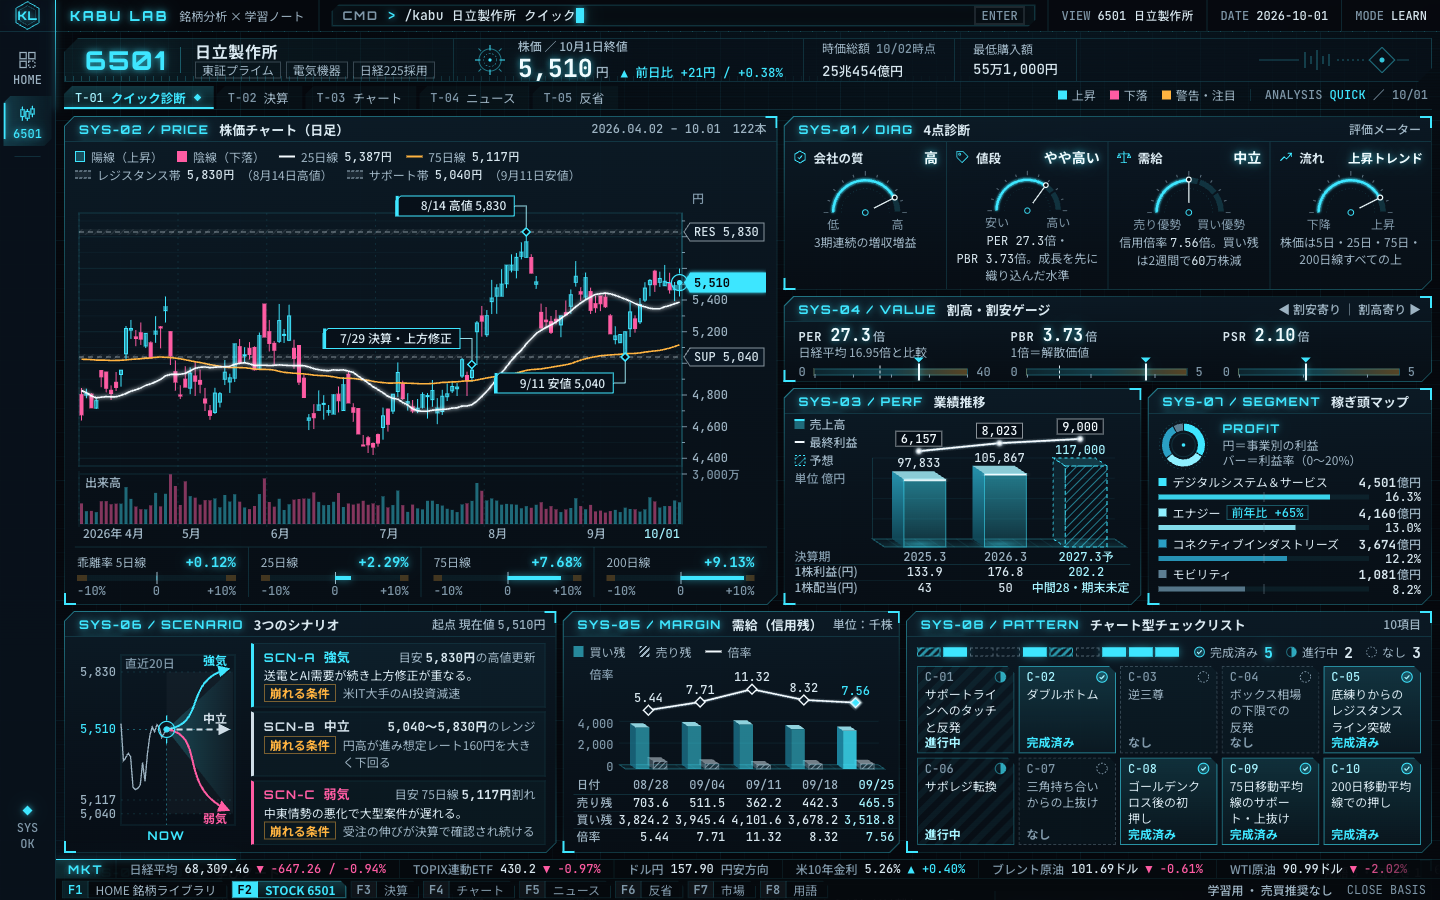 KL
KABU LAB 銘柄分析 × 学習ノート
CMD > /kabu 日立製作所 クイック
ENTER
VIEW 6501 日立製作所
DATE 2026-10-01
MODE LEARN
HOME
6501
SYS
OK
6501
日立製作所
東証プライム 電気機器 日経225採用
株価 ／ 10月1日終値
5,510円 ▲ 前日比 +21円 / +0.38%
時価総額 10/02時点
25兆454億円
最低購入額
55万1,000円
T-01 クイック診断 ◆
T-02 決算
T-03 チャート
T-04 ニュース
T-05 反省
上昇 下落 警告・注目
ANALYSIS QUICK ／ 10/01
SYS-02 / PRICE 株価チャート（日足）
2026.04.02 − 10.01 122本
陽線（上昇） 陰線（下落） 25日線 5,387円 75日線 5,117円
レジスタンス帯 5,830円 （8月14日高値） サポート帯 5,040円 （9月11日安値）
円
8/14 高値 5,830
7/29 決算・上方修正
9/11 安値 5,040
RES 5,830
5,510
5,400
5,200
SUP 5,040
4,800
4,600
4,400
3,000万
出来高
2026年 4月 5月 6月 7月 8月 9月 10/01
乖離率 5日線 +0.12%
-10% 0 +10%
25日線 +2.29%
-10% 0 +10%
75日線 +7.68%
-10% 0 +10%
200日線 +9.13%
-10% 0 +10%
SYS-01 / DIAG 4点診断
評価メーター
会社の質 高
低 高
3期連続の増収増益
値段 やや高い
安い 高い
PER 27.3倍・
PBR 3.73倍。成長を先に
織り込んだ水準
需給 中立
売り優勢 買い優勢
信用倍率 7.56倍。買い残
は2週間で60万株減
流れ 上昇トレンド
下降 上昇
株価は5日・25日・75日・
200日線すべての上
SYS-04 / VALUE 割高・割安ゲージ
◀ 割安寄り ｜ 割高寄り ▶
PER 27.3倍
日経平均 16.95倍と比較
0 40
PBR 3.73倍
1倍＝解散価値
0 5
PSR 2.10倍
0 5
SYS-03 / PERF 業績推移
売上高
最終利益
予想
単位 億円
6,157 8,023 9,000
97,833 105,867 117,000
決算期 2025.3 2026.3 2027.3予
1株利益(円) 133.9 176.8 202.2
1株配当(円) 43 50 中間28・期末未定
SYS-07 / SEGMENT 稼ぎ頭マップ
PROFIT
円＝事業別の利益
バー＝利益率（0〜20%）
デジタルシステム＆サービス 4,501億円
16.3%
エナジー 前年比 +65% 4,160億円
13.0%
コネクティブインダストリーズ 3,674億円
12.2%
モビリティ 1,081億円
8.2%
SYS-06 / SCENARIO 3つのシナリオ
起点 現在値 5,510円
直近20日
強気
中立
弱気
5,830
5,510
5,117
5,040
NOW
SCN-A 強気 目安 5,830円の高値更新
送電とAI需要が続き上方修正が重なる。
崩れる条件 米IT大手のAI投資減速
SCN-B 中立 5,040〜5,830円のレンジ
崩れる条件 円高が進み想定レート160円を大き
く下回る
SCN-C 弱気 目安 75日線 5,117円割れ
中東情勢の悪化で大型案件が遅れる。
崩れる条件 受注の伸びが決算で確認され続ける
SYS-05 / MARGIN 需給（信用残） 単位：千株
買い残 売り残 倍率
倍率
5.44 7.71 11.32 8.32 7.56
4,000
2,000
0
日付 08/28 09/04 09/11 09/18 09/25
売り残 703.6 511.5 362.2 442.3 465.5
買い残 3,824.2 3,945.4 4,101.6 3,678.2 3,518.8
倍率 5.44 7.71 11.32 8.32 7.56
SYS-08 / PATTERN チャート型チェックリスト
10項目
完成済み 5 進行中 2 なし 3
C-01
サポートライ
ンへのタッチ
と反発
進行中
C-02
ダブルボトム
完成済み
C-03
逆三尊
なし
C-04
ボックス相場
の下限での
反発
なし
C-05
底練りからの
レジスタンス
ライン突破
完成済み
C-06
サポレジ転換
進行中
C-07
三角持ち合い
からの上抜け
なし
C-08
ゴールデンク
ロス後の初
押し
完成済み
C-09
75日移動平均
線のサポー
ト・上抜け
完成済み
C-10
200日移動平均
線での押し
完成済み
MKT 日経平均 68,309.46 ▼ -647.26 / -0.94% TOPIX連動ETF 430.2 ▼ -0.97% ドル円 157.90 円安方向 米10年金利 5.26% ▲ +0.40% ブレント原油 101.69ドル ▼ -0.61% WTI原油 90.99ドル ▼ -2.02%
F1 HOME 銘柄ライブラリ F2 STOCK 6501 F3 決算 F4 チャート F5 ニュース F6 反省 F7 市場 F8 用語
学習用・ 売買推奨なし CLOSE BASIS